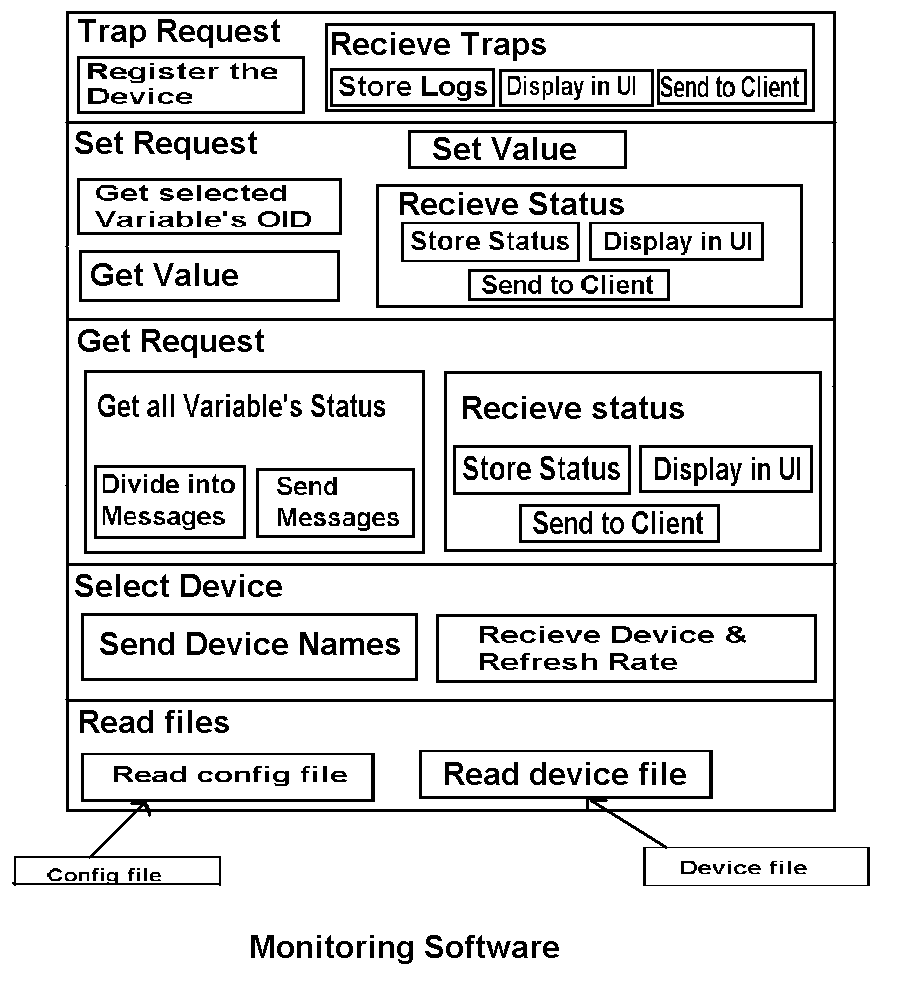 Trap Request
Register the
Device
Recieve Traps
Store Logs
Display in UI
Send to Client
Set Request
Set Value
Get selected
Variable's OID
Get Value
Recieve Status
Store Status
Display in UI
Send to Client
Get Request
Get all Variable's Status
Divide into
Messages
Send
Messages
Recieve status
Store Status
Display in UI
Send to Client
Select Device
Send Device Names
Recieve Device &
Refresh Rate
Read files
Read config file
Read device file
Config file
Device file
Monitoring Software